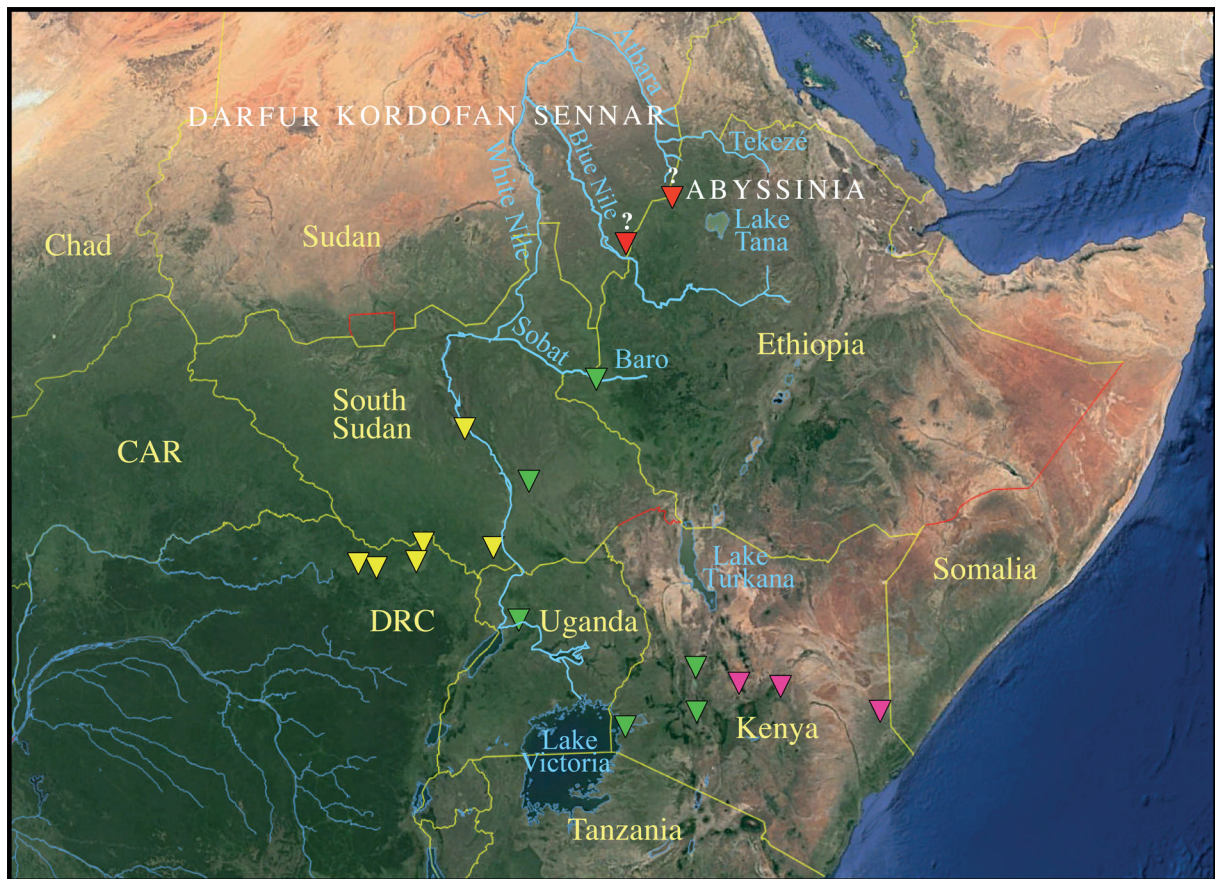 Atbara
DARFUR KORDOFAN SENNAR
Blue Nile
White Nile
Tekezé
?
ABYSSINIA
?
Lake
Tana
Chad
Sudan
Sobat
Baro
Ethiopia
South
Sudan
CAR
Lake
Turkana
Somalia
DRC
Uganda
Kenya
Lake
Victoria
Tanzania